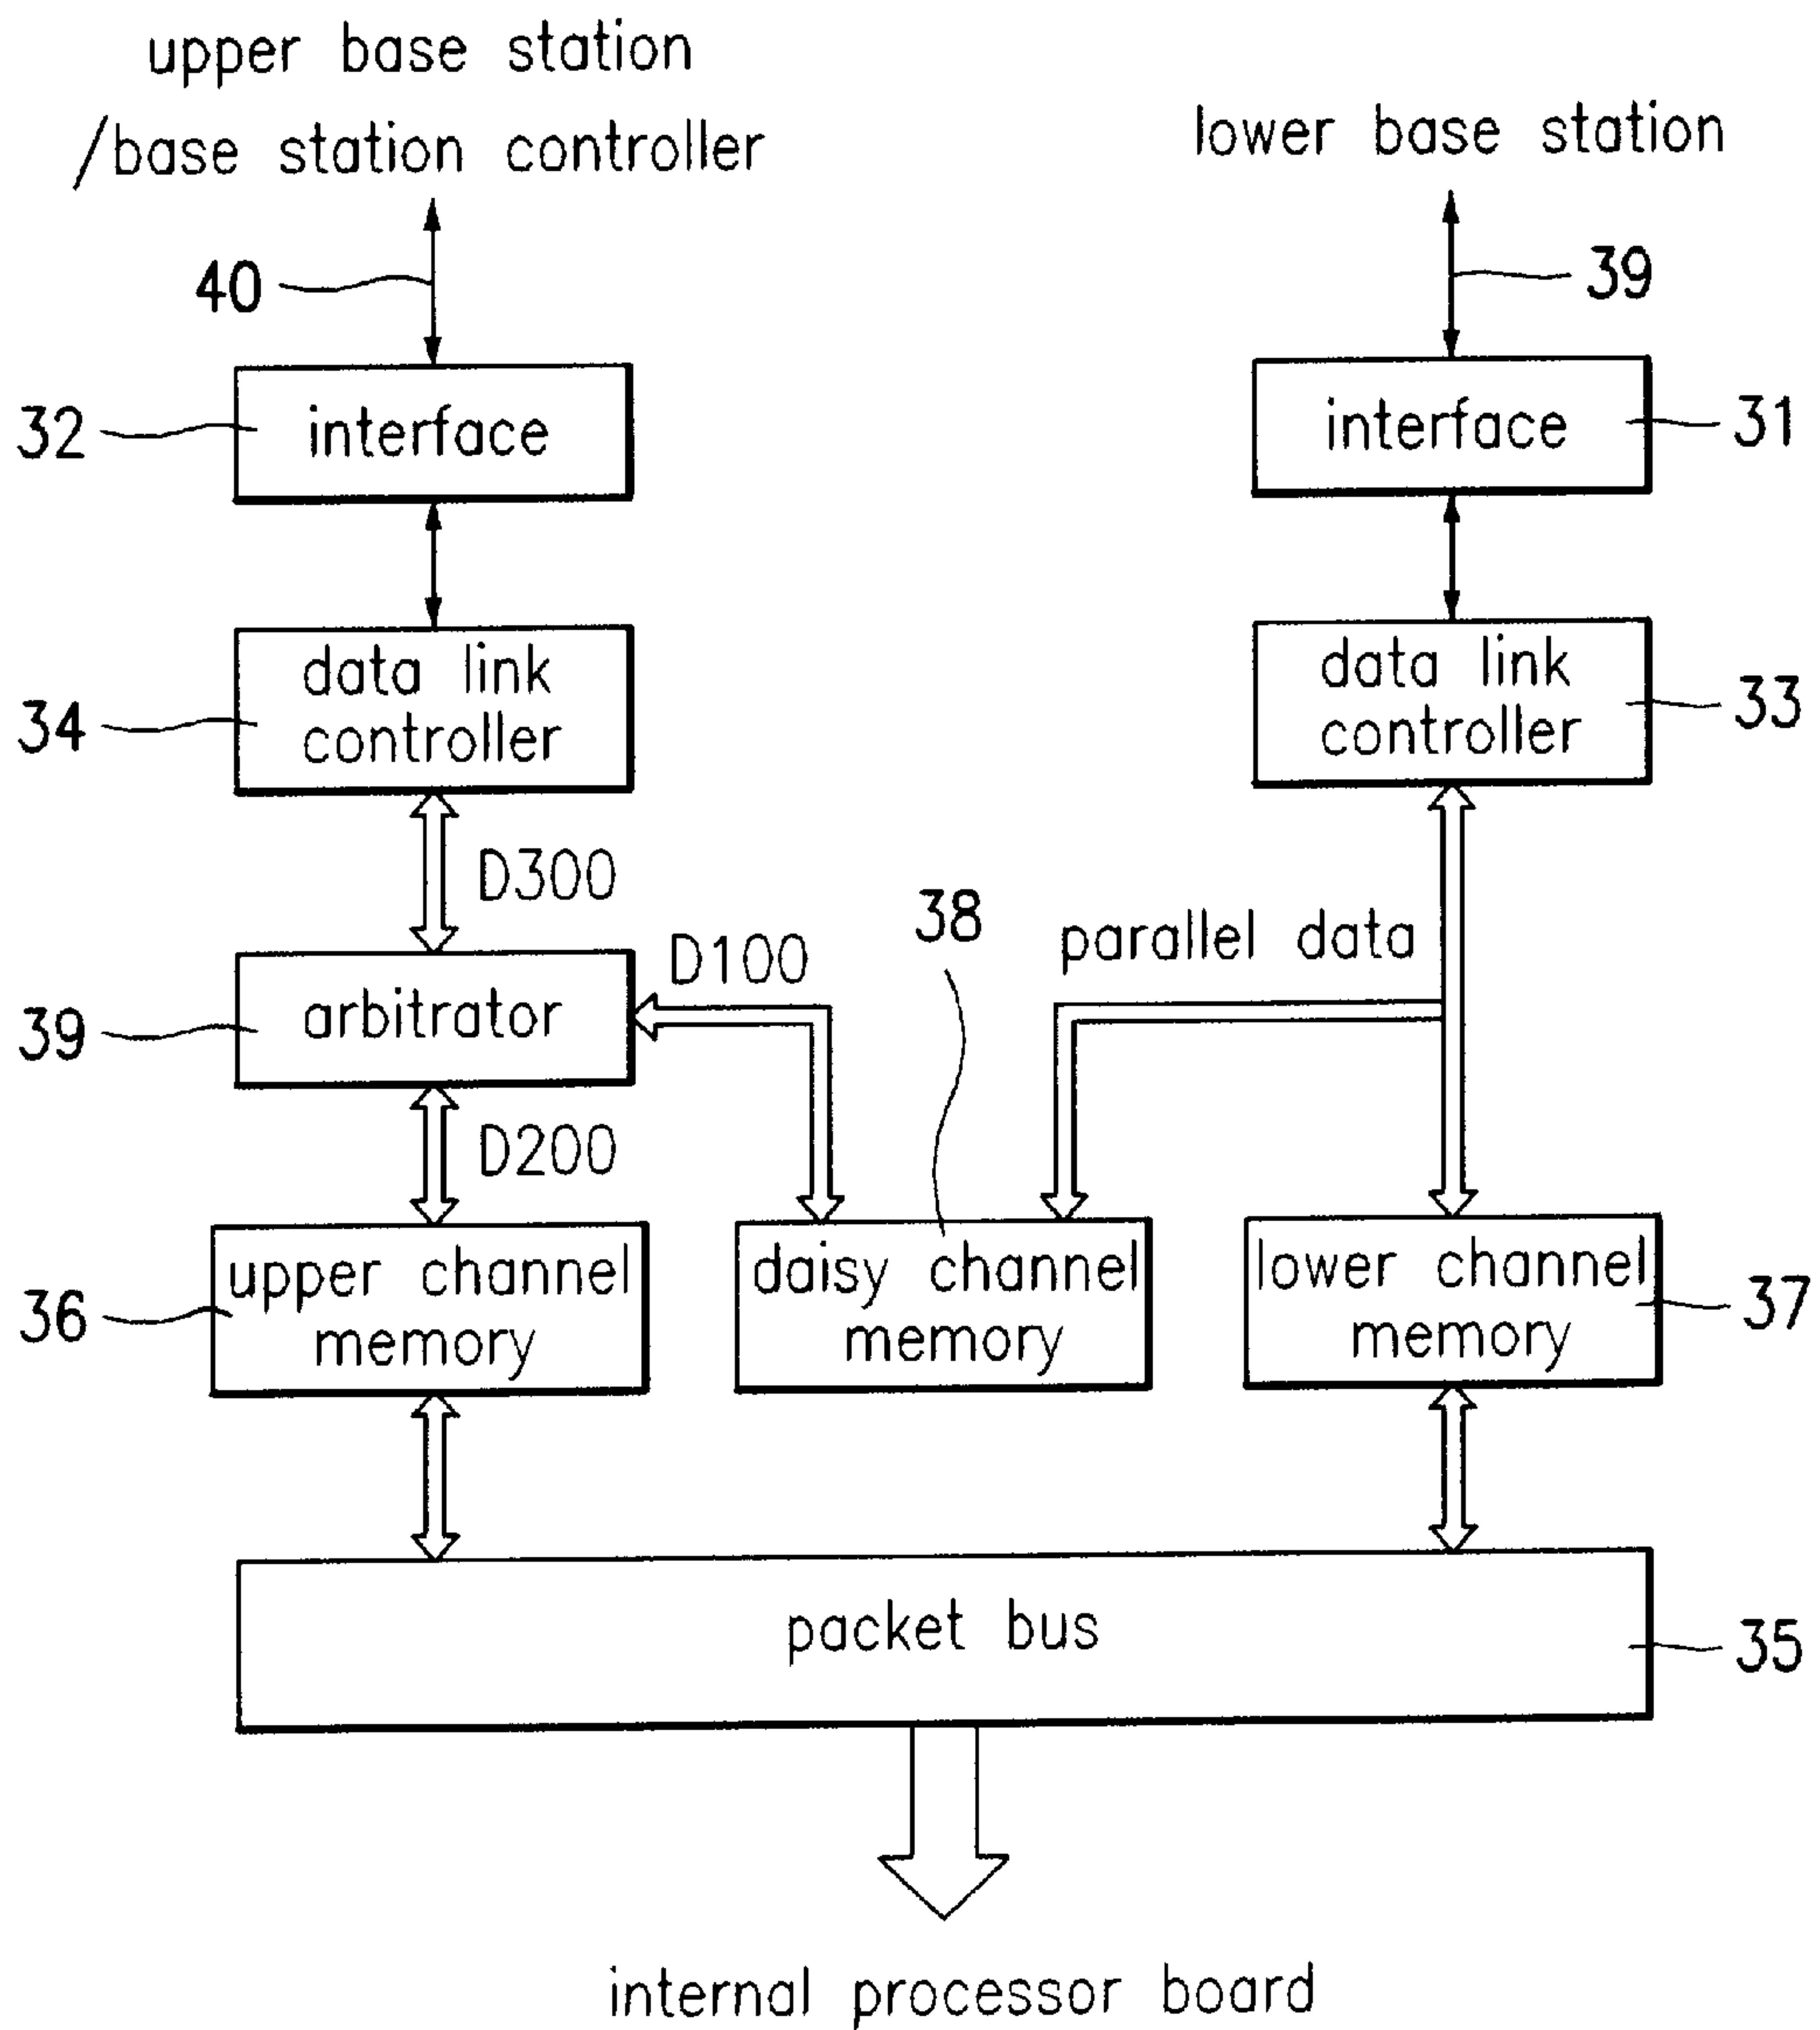 upper base station
/base station controller
lower base station
40
39
32
interface
interface
31
34
data link
controller
data link
controller
33
D300
38
parallel data
D100
39
arbitrator
D200
36
upper channel
memory
daisy channel
memory
lower channel
memory
37
packet bus
35
internal processor board